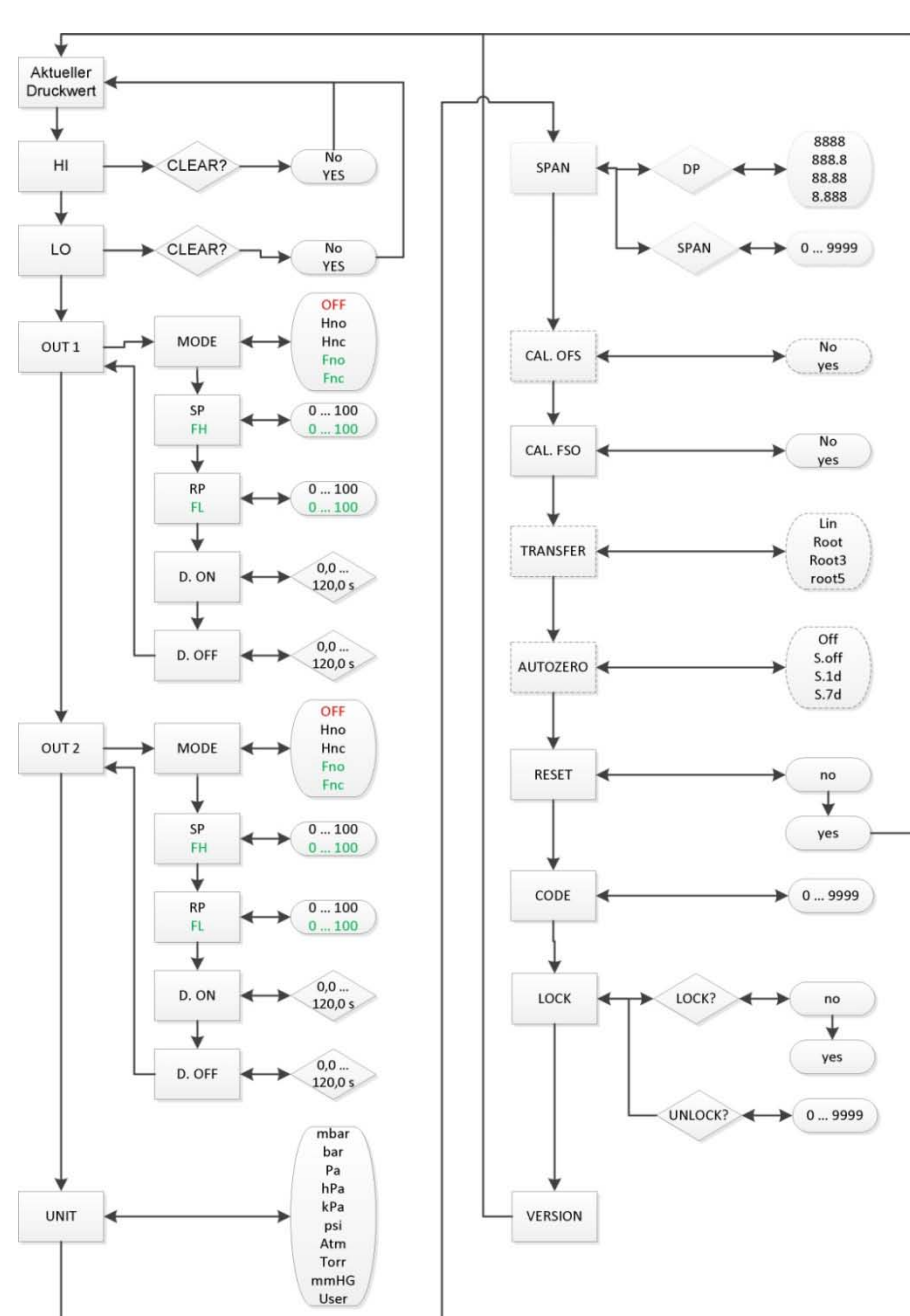 Aktueller
Druckwert
HI
CLEAR?
No
YES
LO
CLEAR?
No
YES
OUT 1
MODE
OFF
Hno
Hnc
Fno
Fnc
SP
FH
0 ... 100
0 ... 100
RP
FL
0 ... 100
0 ... 100
D. ON
0,0 ...
120,0 s
D. OFF
0,0 ...
120,0 s
OUT 2
MODE
OFF
Hno
Hnc
Fno
Fnc
SP
FH
0 ... 100
0 ... 100
RP
FL
0 ... 100
0 ... 100
D. ON
0,0 ...
120,0 s
D. OFF
0,0 ...
120,0 s
UNIT
mbar
bar
Pa
hPa
kPa
psi
Atm
Torr
mmHG
User
SPAN
DP
8888
888.8
88.88
8.888
SPAN
0 ... 9999
CAL. OFS
No
yes
CAL. FSO
No
yes
TRANSFER
Lin
Root
Root3
root5
AUTOZERO
Off
S.off
S.1d
S.7d
RESET
no
yes
CODE
0 ... 9999
LOCK
LOCK?
no
yes
UNLOCK?
0 ... 9999
VERSION